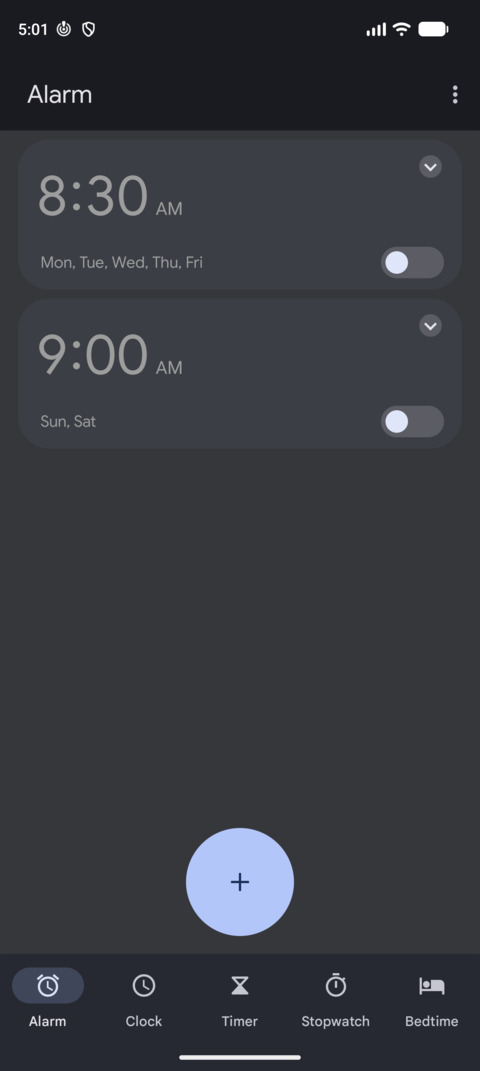 5:01
Alarm
8:30 AM
Mon, Tue, Wed, Thu, Fri
9:00 AM
Sun, Sat
Alarm Clock Timer Stopwatch Bedtime